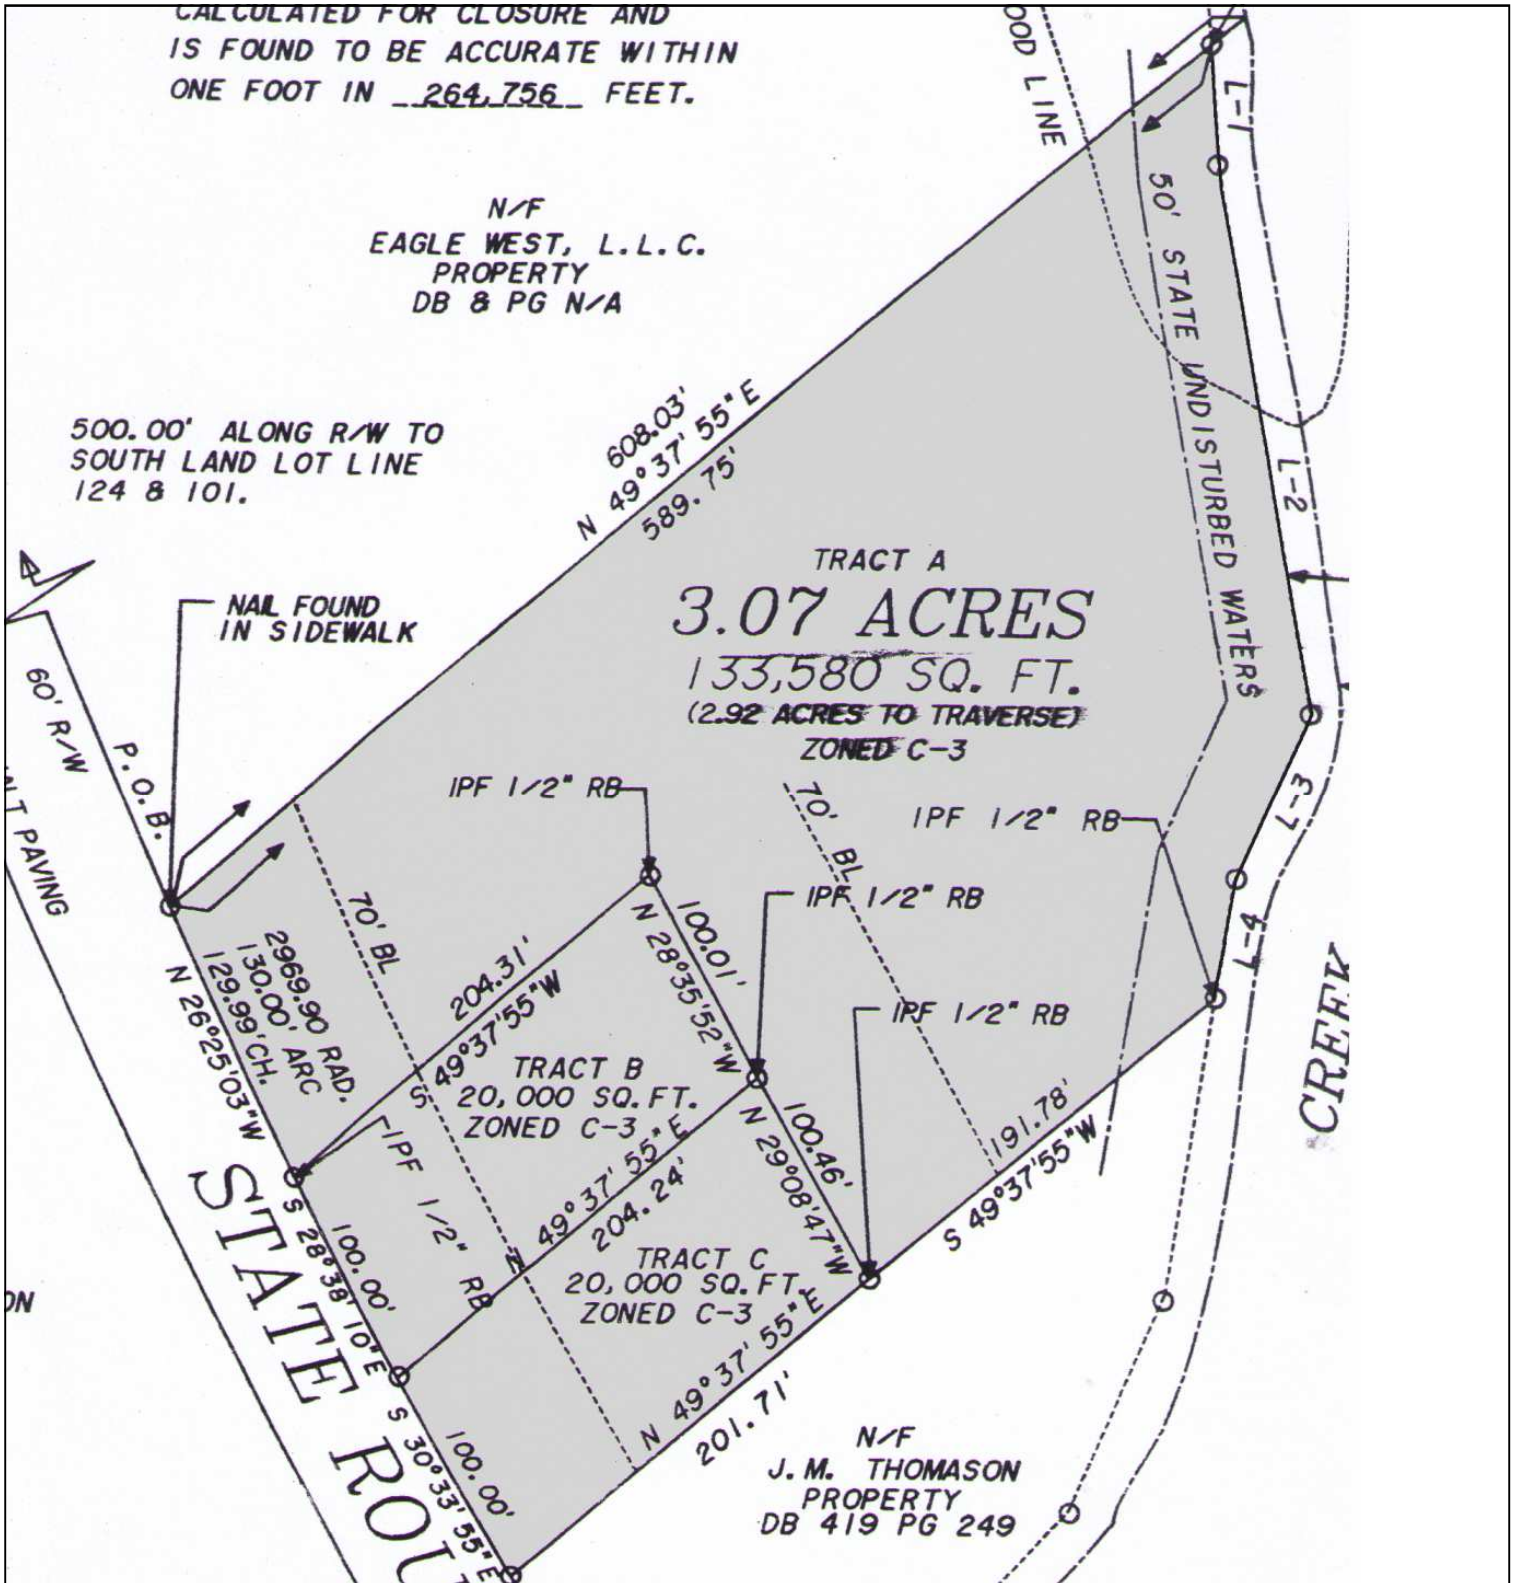 CALCULATED FOR CLOSURE AND
IS FOUND TO BE ACCURATE WITHIN
ONE FOOT IN 264,756 FEET.
N/F
EAGLE WEST, L.L.C.
PROPERTY
DB & PG N/A
500.00' ALONG R/W TO
SOUTH LAND LOT LINE
124 & 101.
NAIL FOUND
IN SIDEWALK
60' R/W
P.O.B.
PAVING
608.03'
N 49°37'55"E
589.75'
LINE
L-1
50' STATE UNDISTURBED WATERS
L-2
TRACT A
3.07 ACRES
133,580 SQ. FT.
(2.92 ACRES TO TRAVERSE)
ZONED C-3
IPF 1/2" RB
70' BL
IPF 1/2" RB
L-3
IPF 1/2" RB
L-4
IPF 1/2" RB
CREEK
70' BL
2969.90 RAD.
130.00' ARC
129.99'CH.
N 26°25'03"W
204.31'
S 49°37'55"W
100.01'
N 28°35'52"W
TRACT B
20,000 SQ.FT.
ZONED C-3
IPF 1/2" RB
N 49°37'55"E
204.24'
100.46'
N 29°08'47"W
191.78'
S 49°37'55"W
100.00'
S 28°38'10"E
TRACT C
20,000 SQ.FT.
ZONED C-3
N 49°37'55"E
201.71'
100.00'
S 30°33'55"E
STATE ROU
N/F
J.M. THOMASON
PROPERTY
DB 419 PG 249